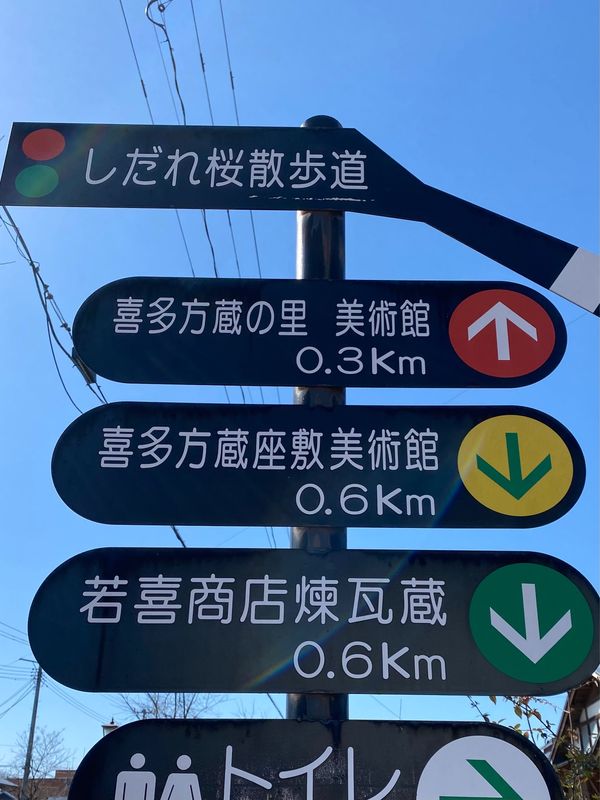 しだれ桜散歩道
喜多方蔵の里 美術館
0.3Km
喜多方蔵座敷美術館
0.6Km
若喜商店煉瓦蔵
0.6Km
トイレ